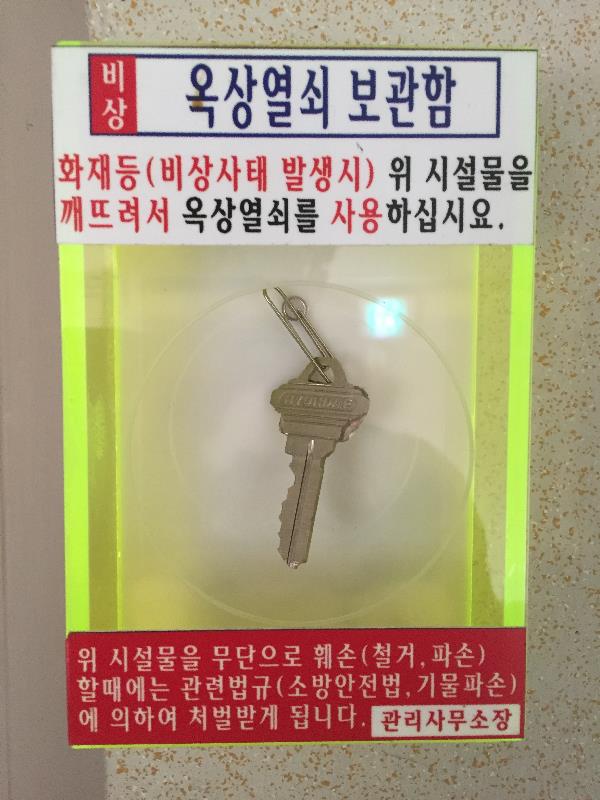 비상 옥상열쇠 보관함
화재등(비상사태 발생시) 위 시설물을
깨뜨려서 옥상열쇠를 사용하십시요.
위 시설물을 무단으로 훼손(철거,파손)
할때에는 관련법규(소방안전법,기물파손)
에 의하여 처벌받게 됩니다. 관리사무소장